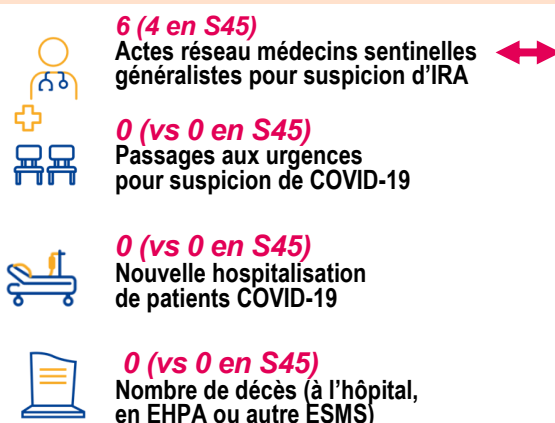 6 (4 en S45)
Actes réseau médecins sentinelles
généralistes pour suspicion d’IRA
0 (vs 0 en S45)
Passages aux urgences
pour suspicion de COVID-19
0 (vs 0 en S45)
Nouvelle hospitalisation
de patients COVID-19
0 (vs 0 en S45)
Nombre de décès (à l’hôpital,
en EHPA ou autre ESMS)